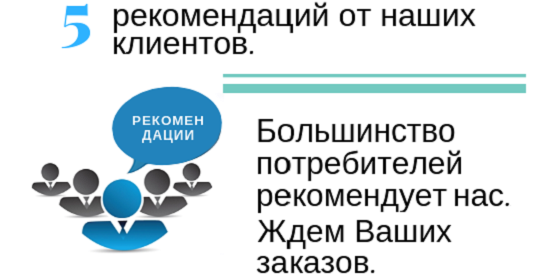 5
рекомендаций от наших
клиентов.
РЕКОМЕН
ДАЦИИ
Большинство
потребителей
рекомендует нас.
Ждем Ваших
заказов.